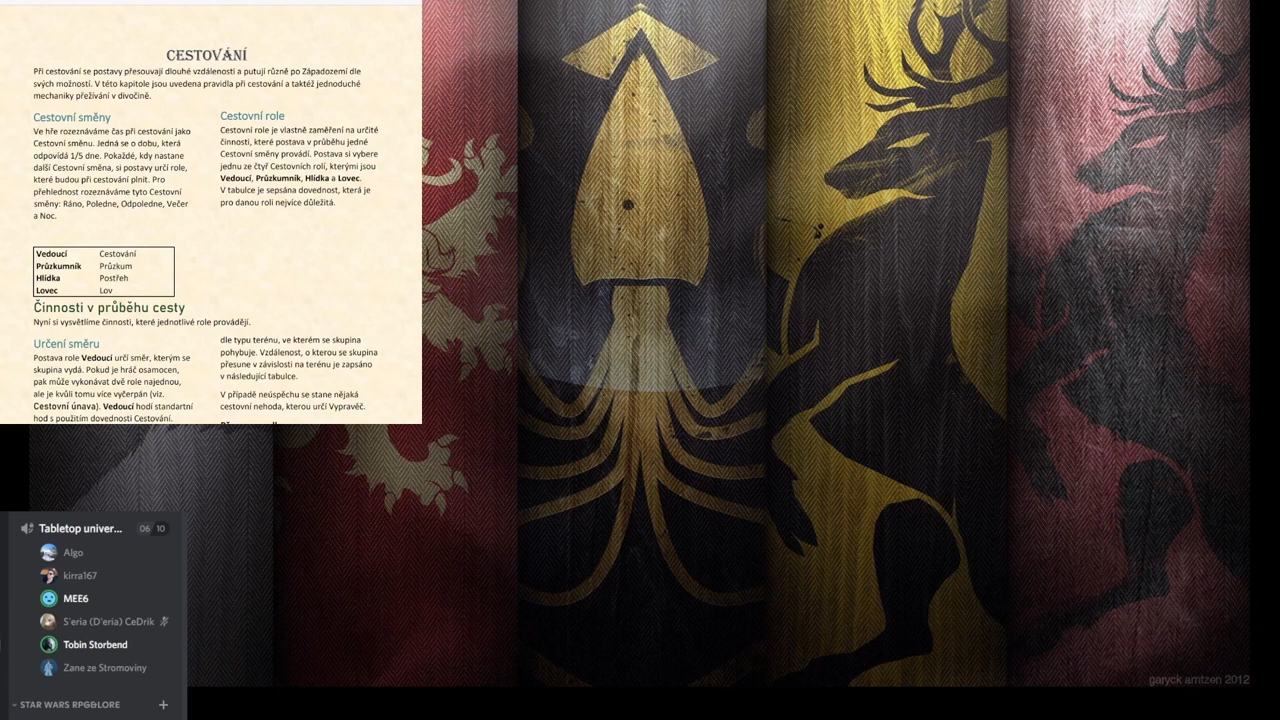 CESTOVÁNÍ
Při cestování se postavy přesouvají dlouhé vzdálenosti a putují různě po Západozemí dle
svých možností. V této kapitole jsou uvedena pravidla při cestování a taktéž jednoduché
mechaniky přežívání v divočině.
Cestovní směny
Ve hře rozeznáváme čas při cestování jako
Cestovní směnu. Jedná se o dobu, která
odpovídá 1/5 dne. Pokaždé, kdy nastane
další Cestovní směna, si postavy určí role,
které budou při cestování plnit. Pro
přehlednost rozeznáváme tyto Cestovní
směny: Ráno, Poledne, Odpoledne, Večer
a Noc.
Cestovní role
Cestovní role je vlastně zaměření na určité
činnosti, které postava v průběhu jedné
Cestovní směny provádí. Postava si vybere
jednu ze čtyř Cestovních rolí, kterými jsou
Vedoucí, Průzkumník, Hlídka a Lovec.
V tabulce je sepsána dovednost, která je
pro danou roli nejvíce důležitá.
Vedoucí Cestování
Průzkumník Průzkum
Hlídka Postřeh
Lovec Lov
Činnosti v průběhu cesty
Nyní si vysvětlíme činnosti, které jednotlivé role provádějí.
Určení směru
Postava role Vedoucí určí směr, kterým se
skupina vydá. Pokud je hráč osamocen,
pak může vykonávat dvě role najednou,
ale je kvůli tomu více vyčerpán (viz.
Cestovní únava). Vedoucí hodí standartní
hod s použitím dovednosti Cestování.
dle typu terénu, ve kterém se skupina
pohybuje. Vzdálenost, o kterou se skupina
přesune v závislosti na terénu je zapsáno
v následující tabulce.
V případě neúspěchu se stane nějaká
cestovní nehoda, kterou určí Vypravěč.
Tabletop univer... 06 10
Algo
kirra167
MEE6
S'eria (D'eria) CeDrik
Tobin Storbend
Zane ze Stromoviny
STAR WARS RPG&LORE +
garyck arntzen 2012